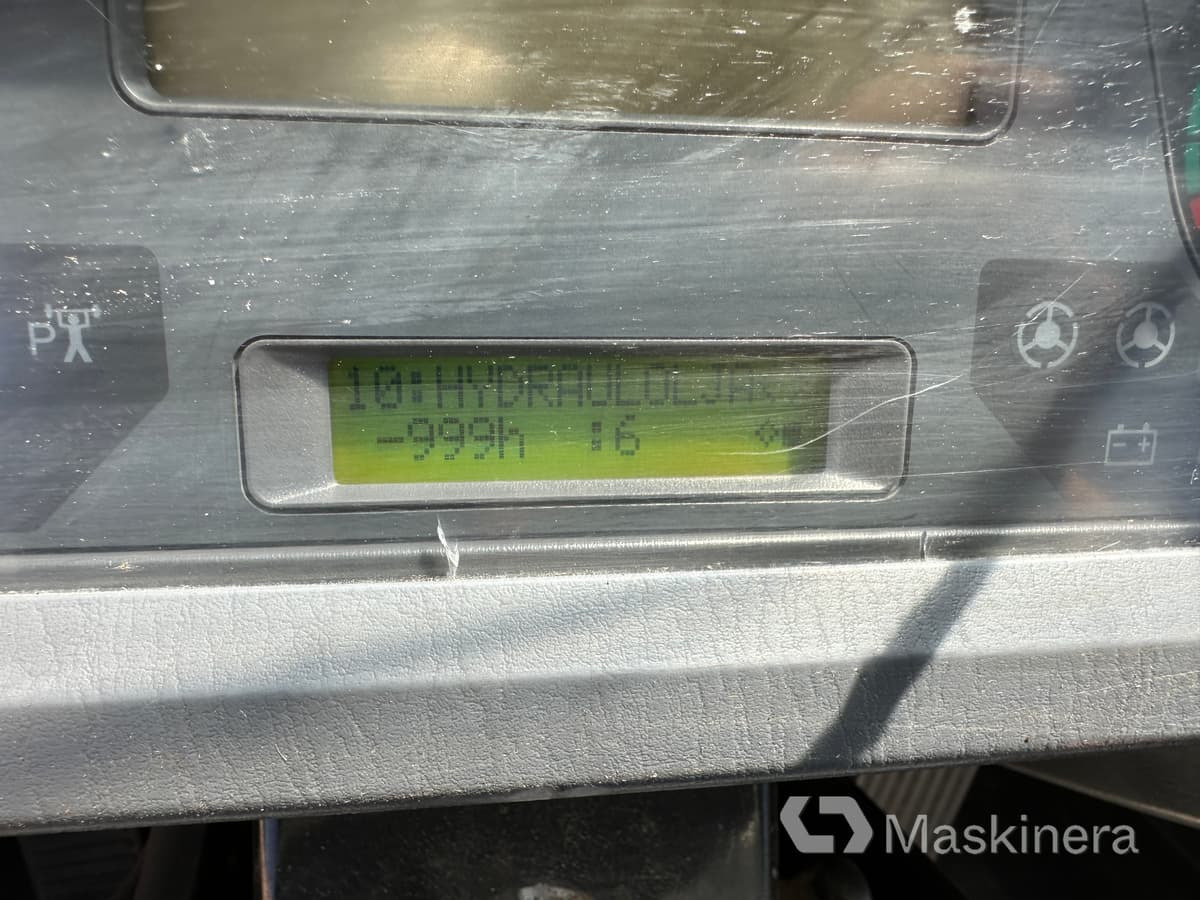 P
10:HYDRAULOLJA
-999h :6
Maskinera